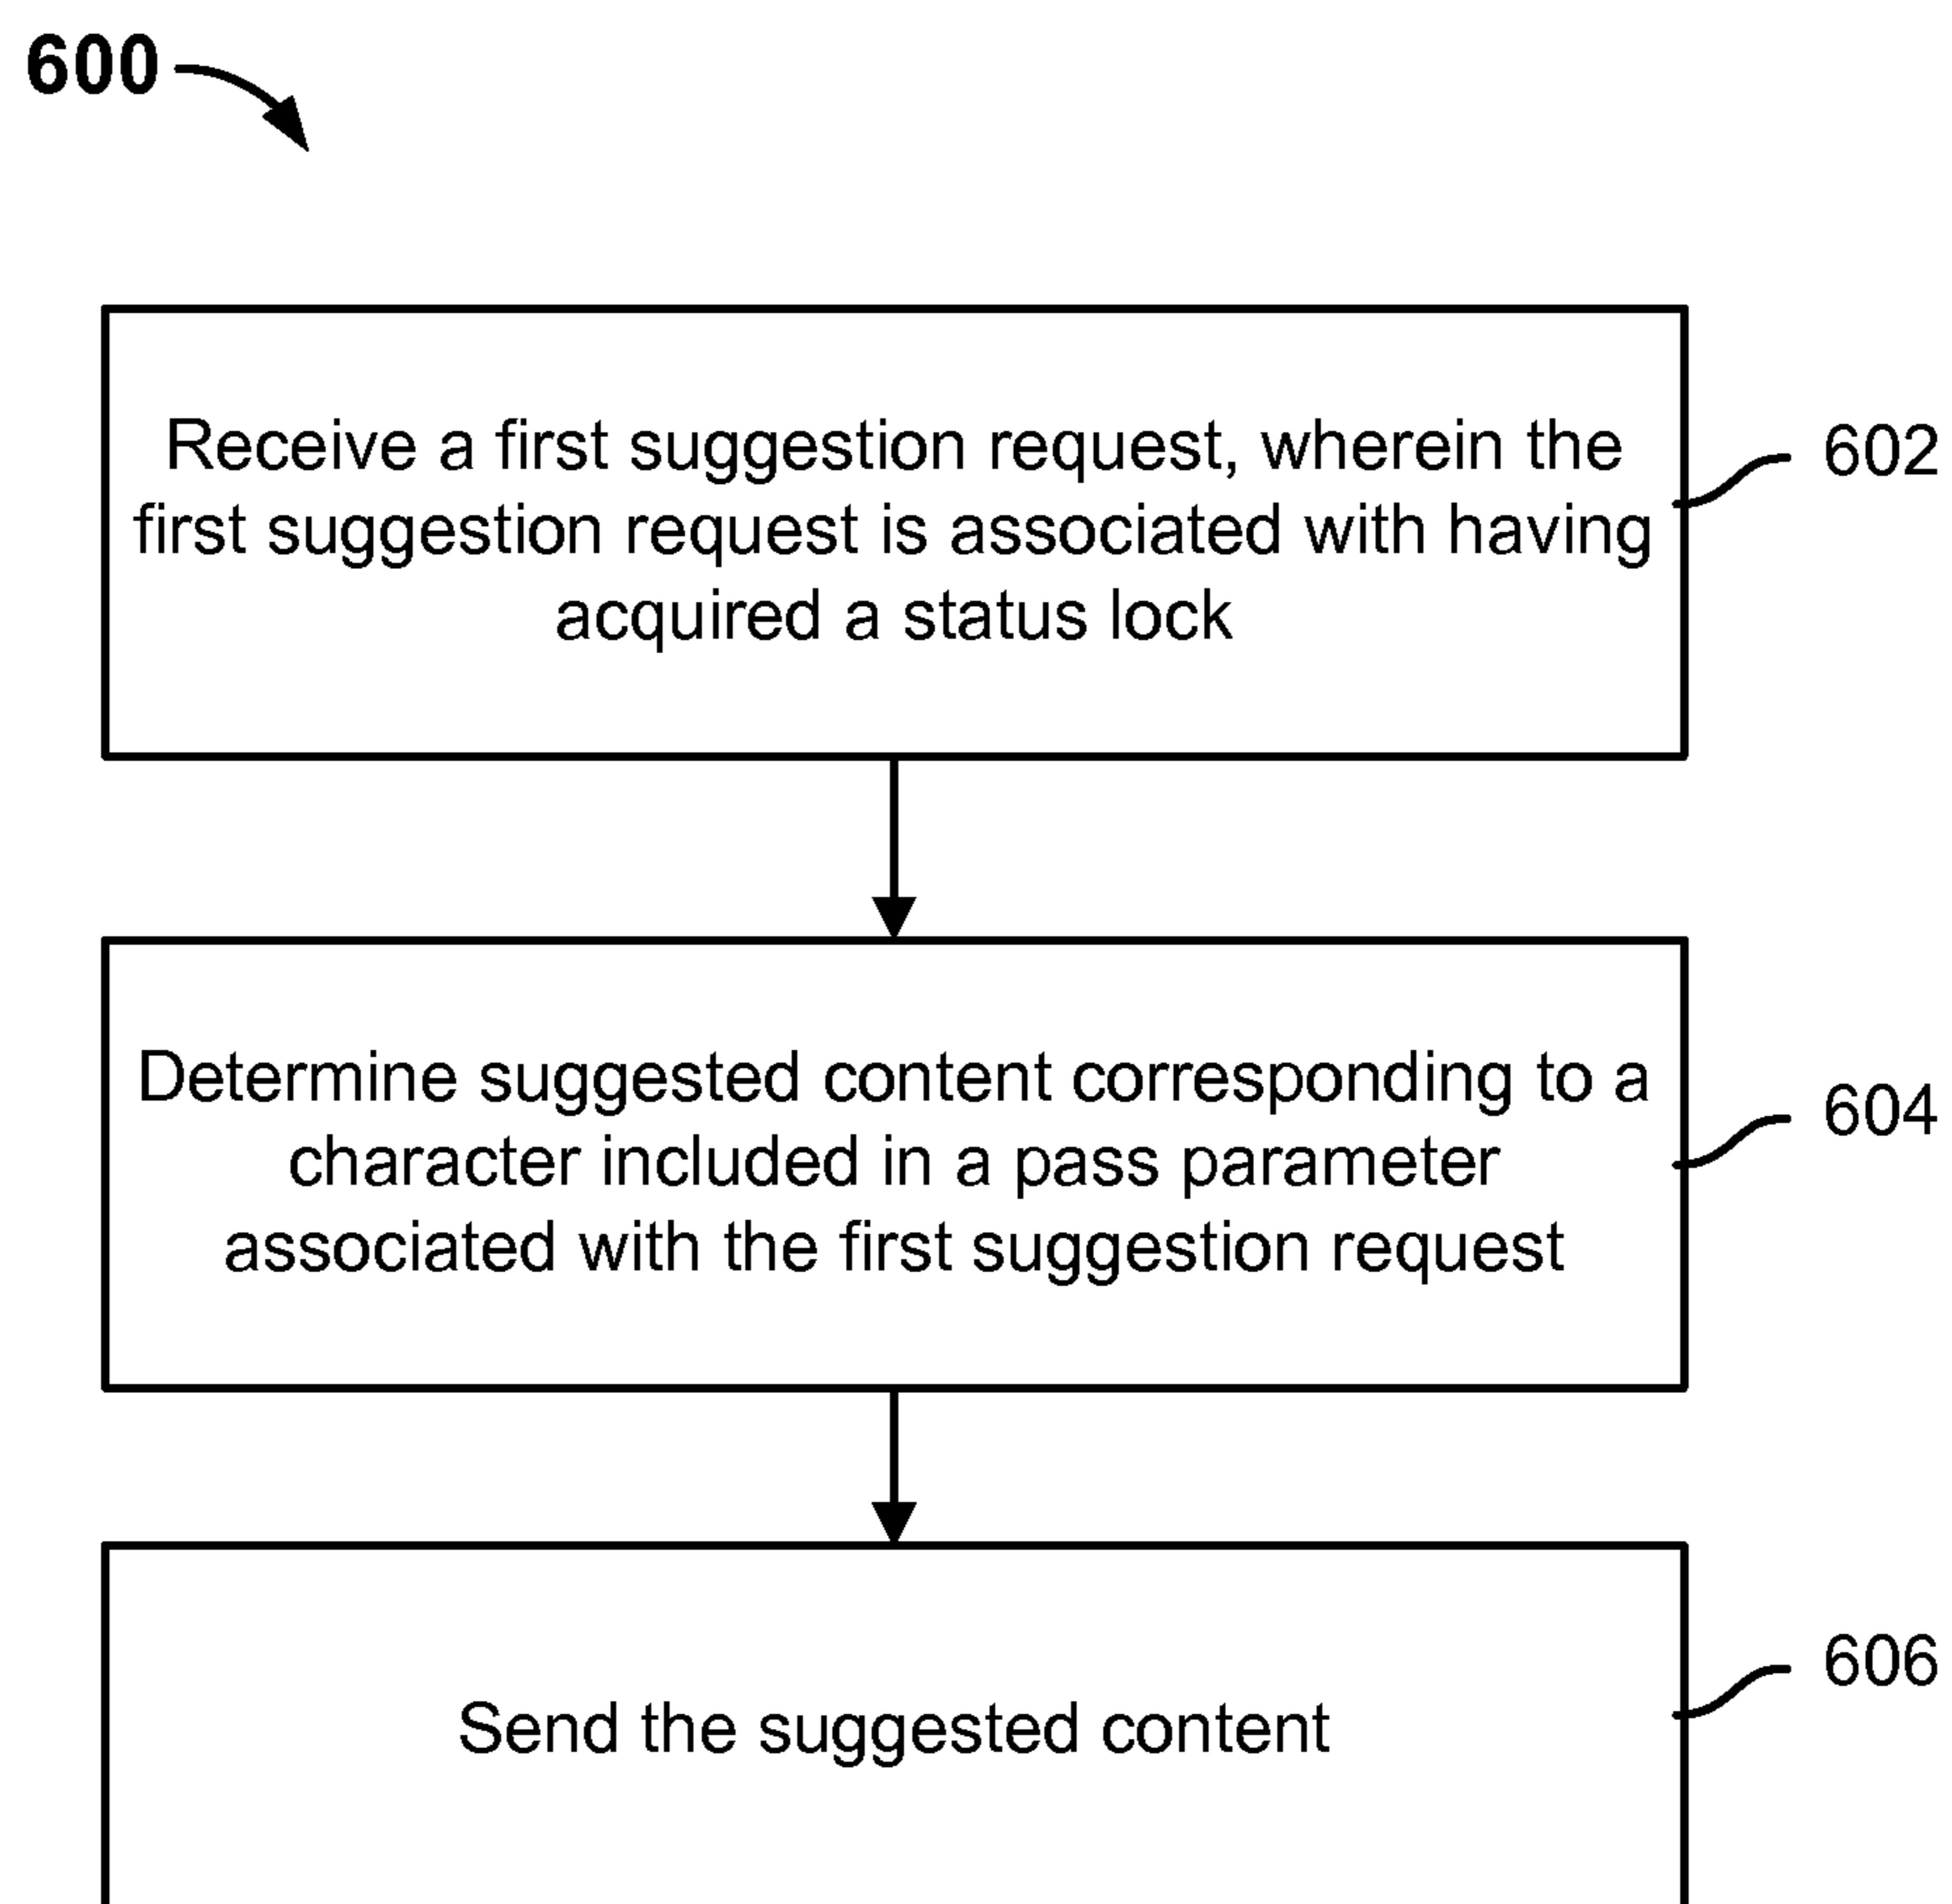 600
Receive a first suggestion request, wherein the
first suggestion request is associated with having
acquired a status lock
602
Determine suggested content corresponding to a
character included in a pass parameter
associated with the first suggestion request
604
Send the suggested content
606